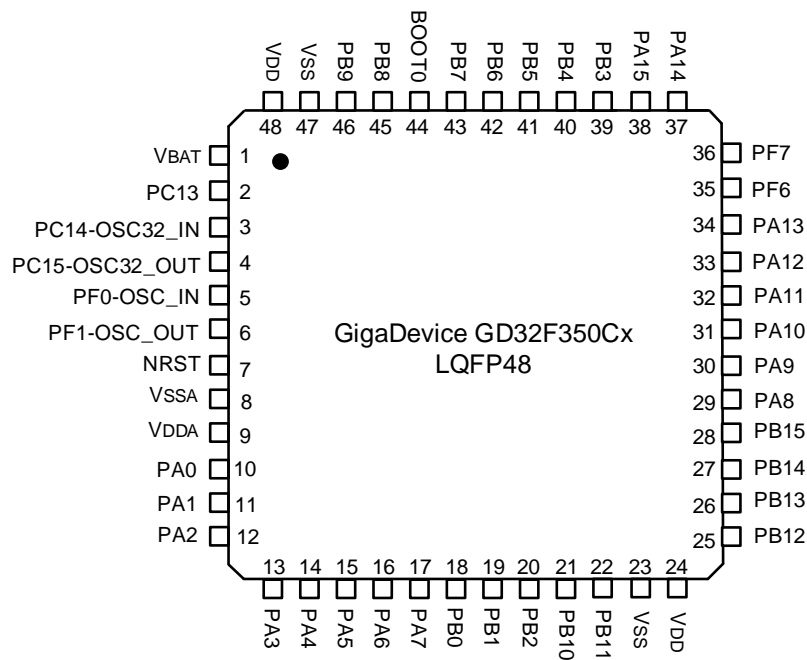 VDD VSS PB9 PB8 BOOT0 PB7 PB6 PB5 PB4 PB3 PA15 PA14
48 47 46 45 44 43 42 41 40 39 38 37
VBAT 1
PC13 2
PC14-OSC32_IN 3
PC15-OSC32_OUT 4
PF0-OSC_IN 5
PF1-OSC_OUT 6
NRST 7
VSSA 8
VDDA 9
PA0 10
PA1 11
PA2 12
GigaDevice GD32F350Cx
LQFP48
36 PF7
35 PF6
34 PA13
33 PA12
32 PA11
31 PA10
30 PA9
29 PA8
28 PB15
27 PB14
26 PB13
25 PB12
13 14 15 16 17 18 19 20 21 22 23 24
PA3 PA4 PA5 PA6 PA7 PB0 PB1 PB2 PB10 PB11 VSS VDD